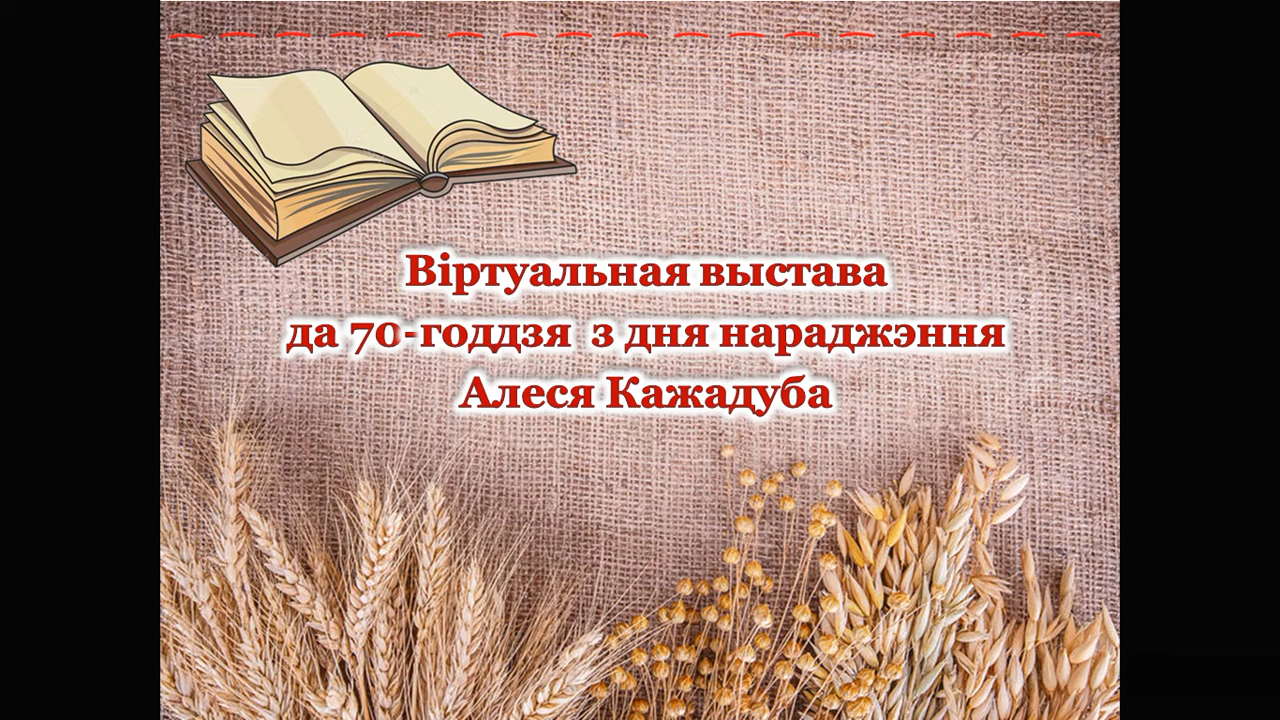 Віртуальная выстава
да 70-годдзя з дня нараджэння
Алеся Кажадуба